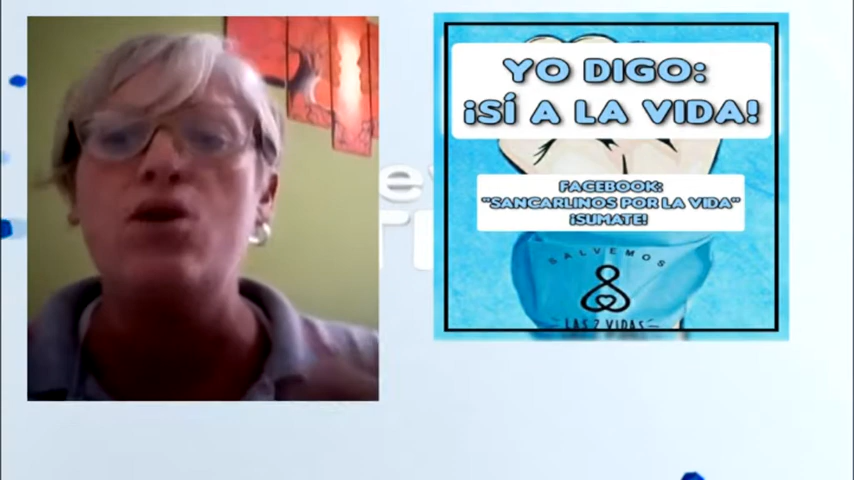 YO DIGO:
¡SÍ A LA VIDA!
FACEBOOK:
"SANCARLINOS POR LA VIDA"
¡SUMATE!
SALVEMOS
LAS 2 VIDAS